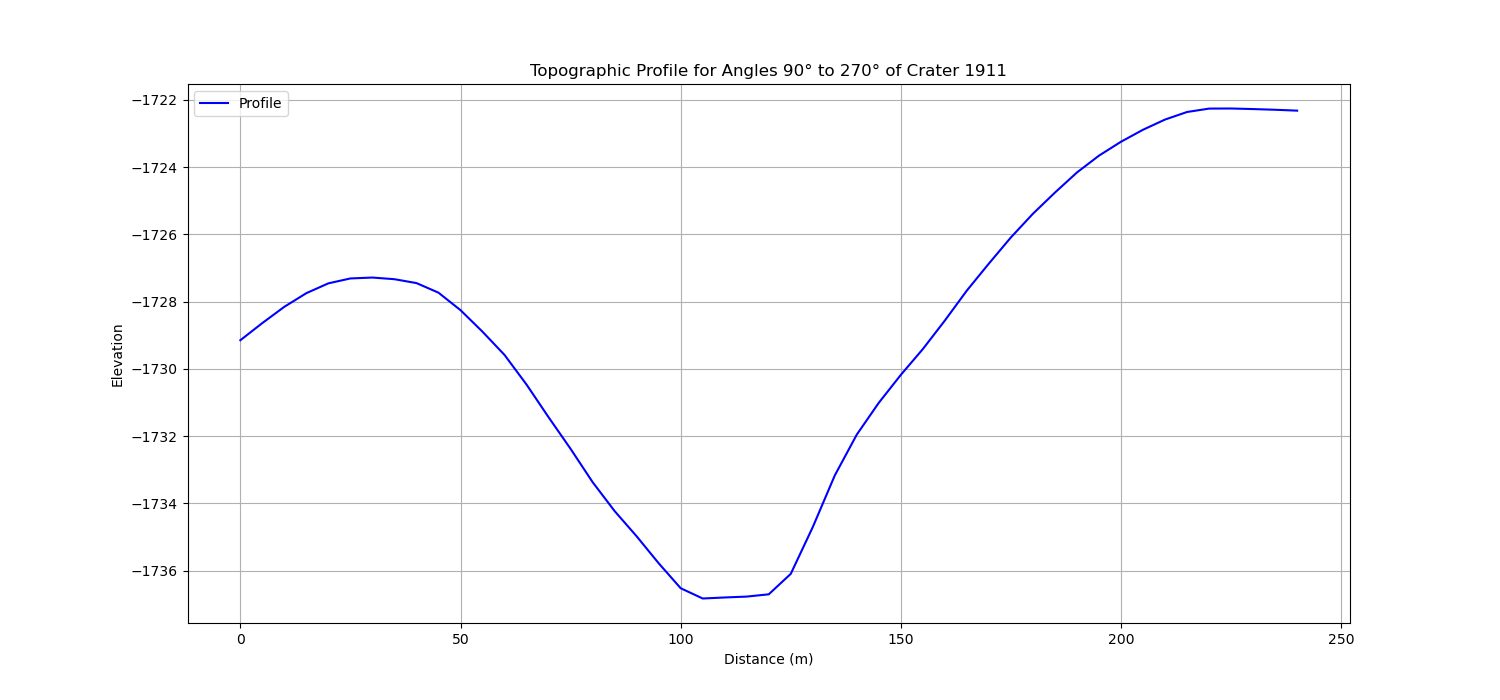 Topographic Profile for Angles 90° to 270° of Crater 1911
Profile
−1722
−1724
−1726
−1728
−1730
−1732
−1734
−1736
Elevation
0 50 100 150 200 250
Distance (m)